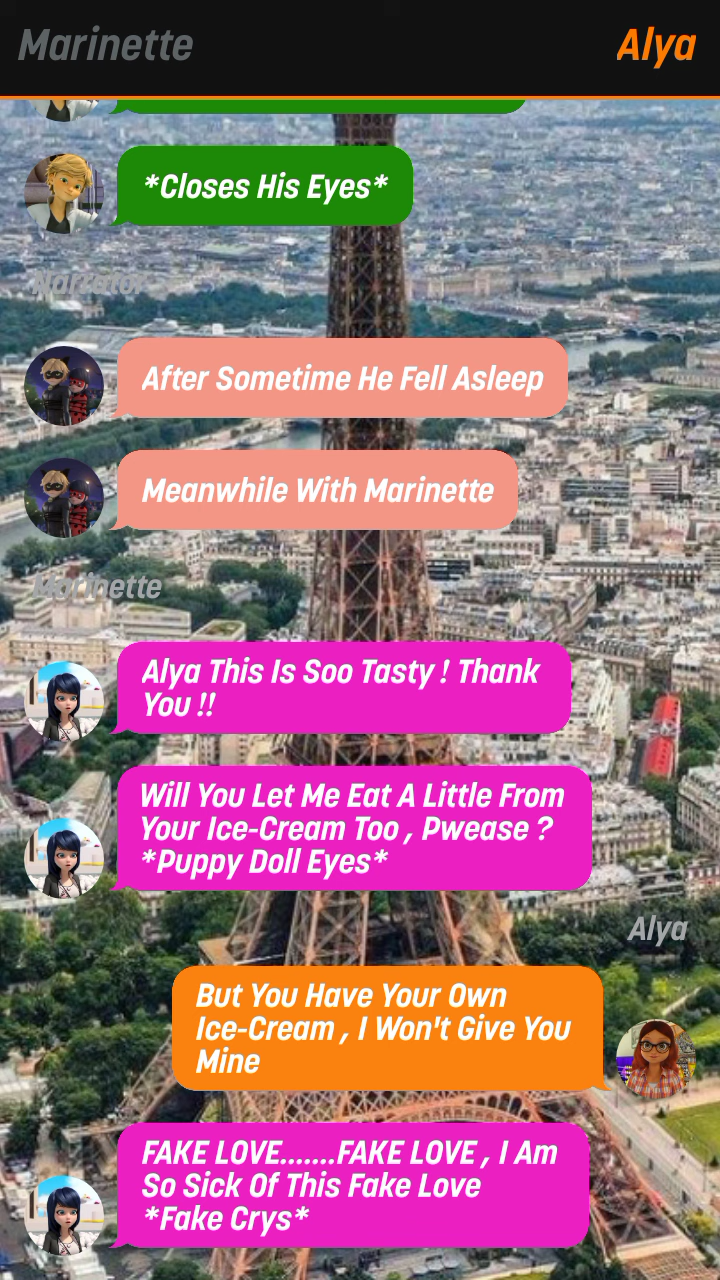 Marinette
Alya
*Closes His Eyes*
Narrator
After Sometime He Fell Asleep
Meanwhile With Marinette
Marinette
Alya This Is Soo Tasty ! Thank
You !!
Will You Let Me Eat A Little From
Your Ice-Cream Too , Pwease ?
*Puppy Doll Eyes*
Alya
But You Have Your Own
Ice-Cream , I Won't Give You
Mine
FAKE LOVE.......FAKE LOVE , I Am
So Sick Of This Fake Love
*Fake Crys*